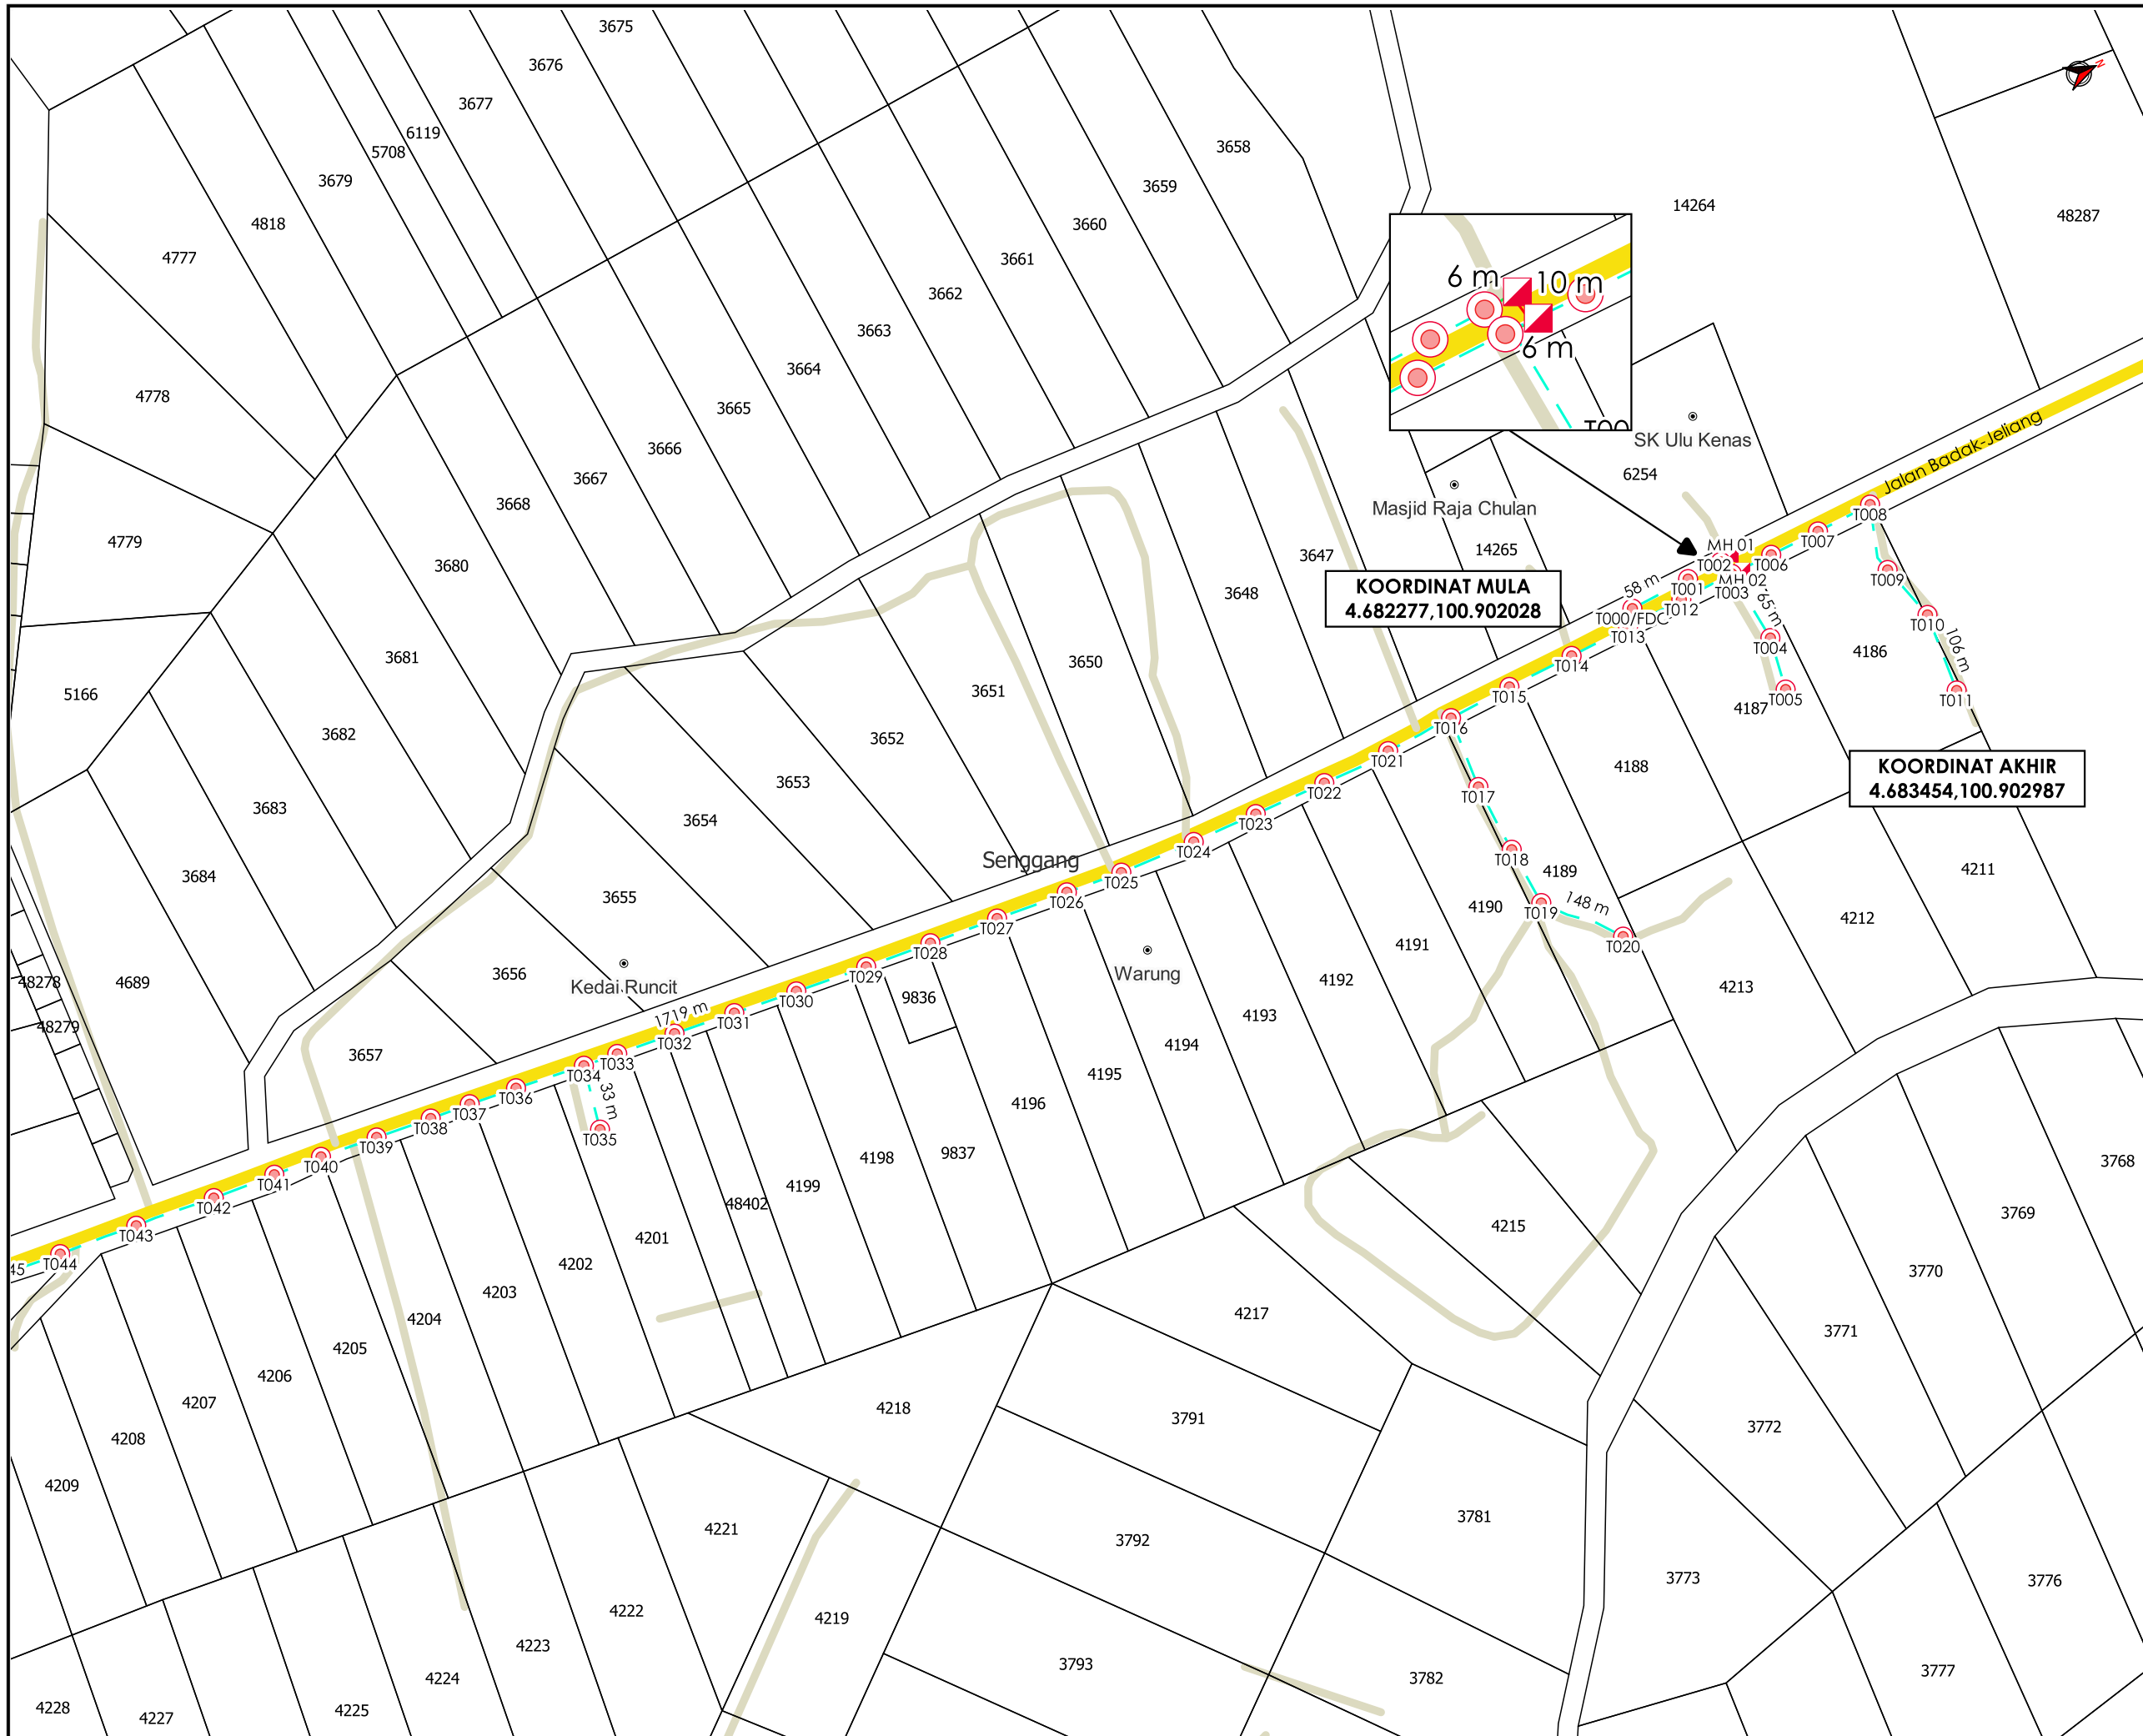 3675
3676
3677
6119
5708
3679
4818
4777
3658
3659
3660
3661
3662
3663
3664
3665
3666
3667
3668
3680
3681
3682
3683
3684
4778
4779
5166
4689
48278
48279
14264
48287
N
6 m
10 m
6 m
T00
SK Ulu Kenas
6254
Masjid Raja Chulan
14265
3647
3648
KOORDINAT MULA
4.682277,100.902028
Jalan Badak-Jeliang
T008
T007
MH 01
T002
T006
MH 02
T003
T001
58 m
T012
T000/FDC
T013
65 m
T009
T010
106 m
T004
T005
T011
4186
4187
T014
T015
T016
T021
T022
T023
T024
T025
T026
T027
T028
T029
T030
T031
T032
1719 m
T033
T034
33 m
T035
T036
T037
T038
T039
T040
T041
T042
T043
T044
45
3650
3651
3652
3653
3654
3655
3656
3657
Senggang
Kedai Runcit
Warung
KOORDINAT AKHIR
4.683454,100.902987
4188
T017
T018
4189
T019
148 m
T020
4190
4191
4192
4193
4194
4195
4196
9836
9837
4198
4199
48402
4201
4202
4203
4204
4205
4206
4207
4208
4209
4211
4212
4213
4215
4217
4218
4219
4221
4222
4223
4224
4225
4227
4228
3768
3769
3770
3771
3772
3773
3776
3777
3781
3782
3791
3792
3793